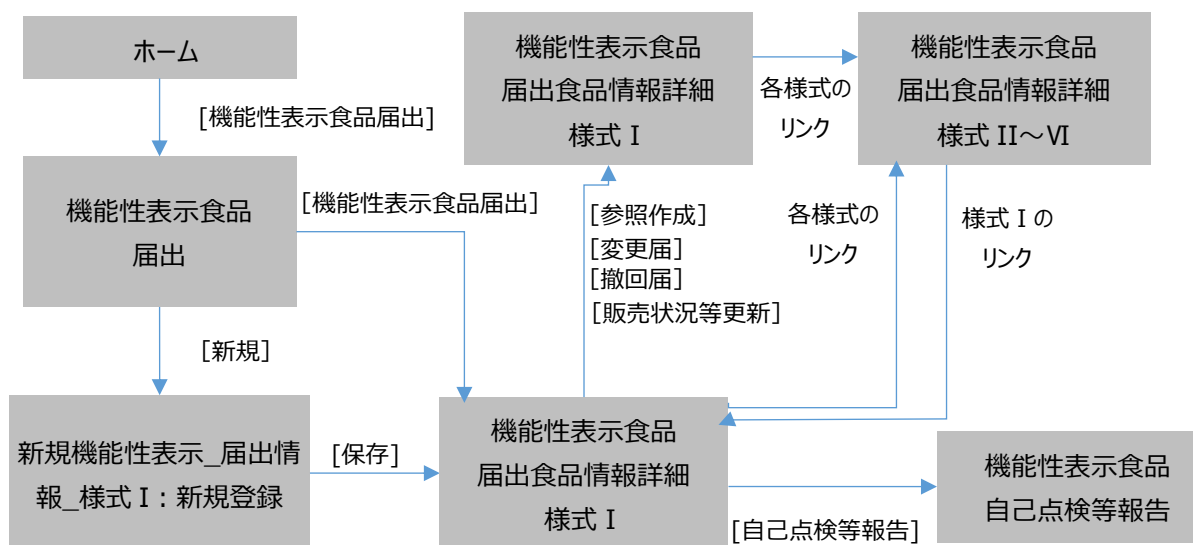 ホーム
[機能性表示食品届出]
機能性表示食品
届出
[機能性表示食品届出]
[新規]
新規機能性表示_届出情
報_様式Ⅰ:新規登録
[保存]
機能性表示食品
届出食品情報詳細
様式Ⅰ
[参照作成]
[変更届]
[撤回届]
[販売状況等更新]
機能性表示食品
届出食品情報詳細
様式Ⅰ
各様式の
リンク
機能性表示食品
届出食品情報詳細
様式 II~Ⅵ
各様式の
リンク
様式Ⅰの
リンク
[自己点検等報告]
機能性表示食品
自己点検等報告